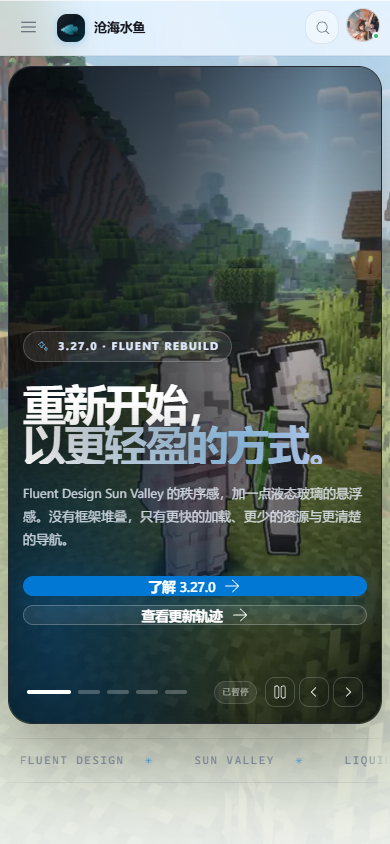 沧海水鱼
3.27.0 · FLUENT REBUILD
重新开始，
以更轻盈的方式。
Fluent Design Sun Valley 的秩序感，加一点液态玻璃的悬浮
感。没有框架堆叠，只有更快的加载、更少的资源与更清楚
的导航。
了解 3.27.0
查看更新轨迹
已暂停
FLUENT DESIGN SUN VALLEY LIQUI